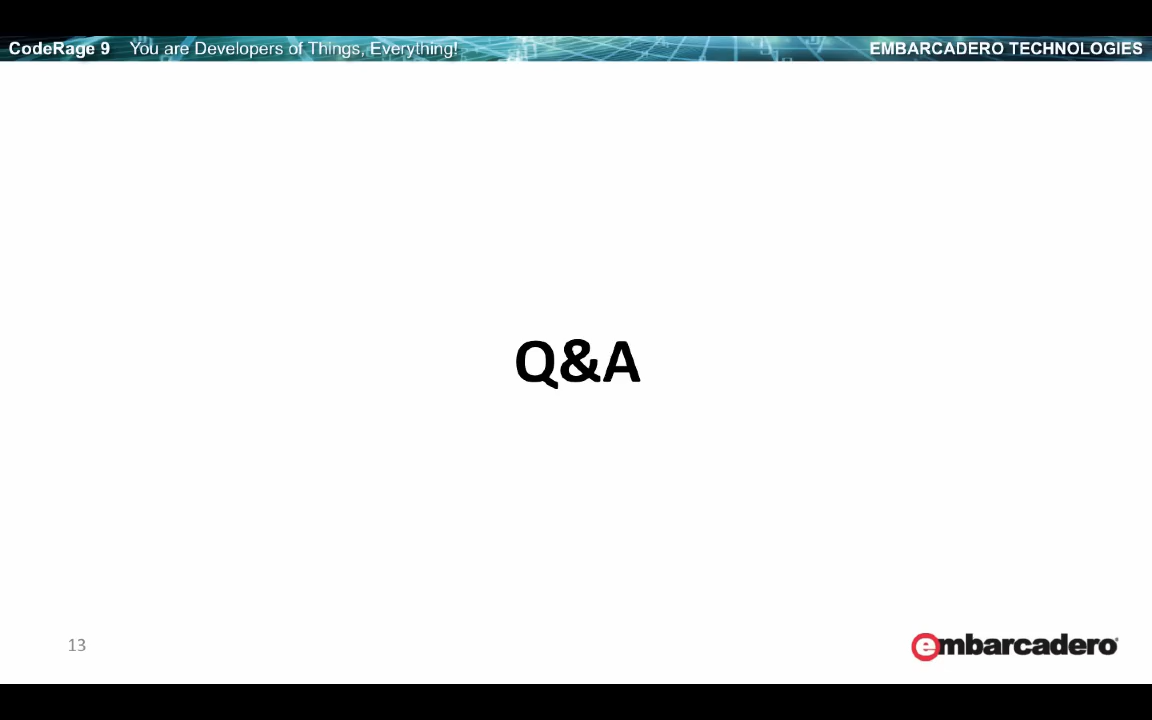 CodeRage 9 You are Developers of Things, Everything! EMBARCADERO TECHNOLOGIES
Q&A
13 embarcadero